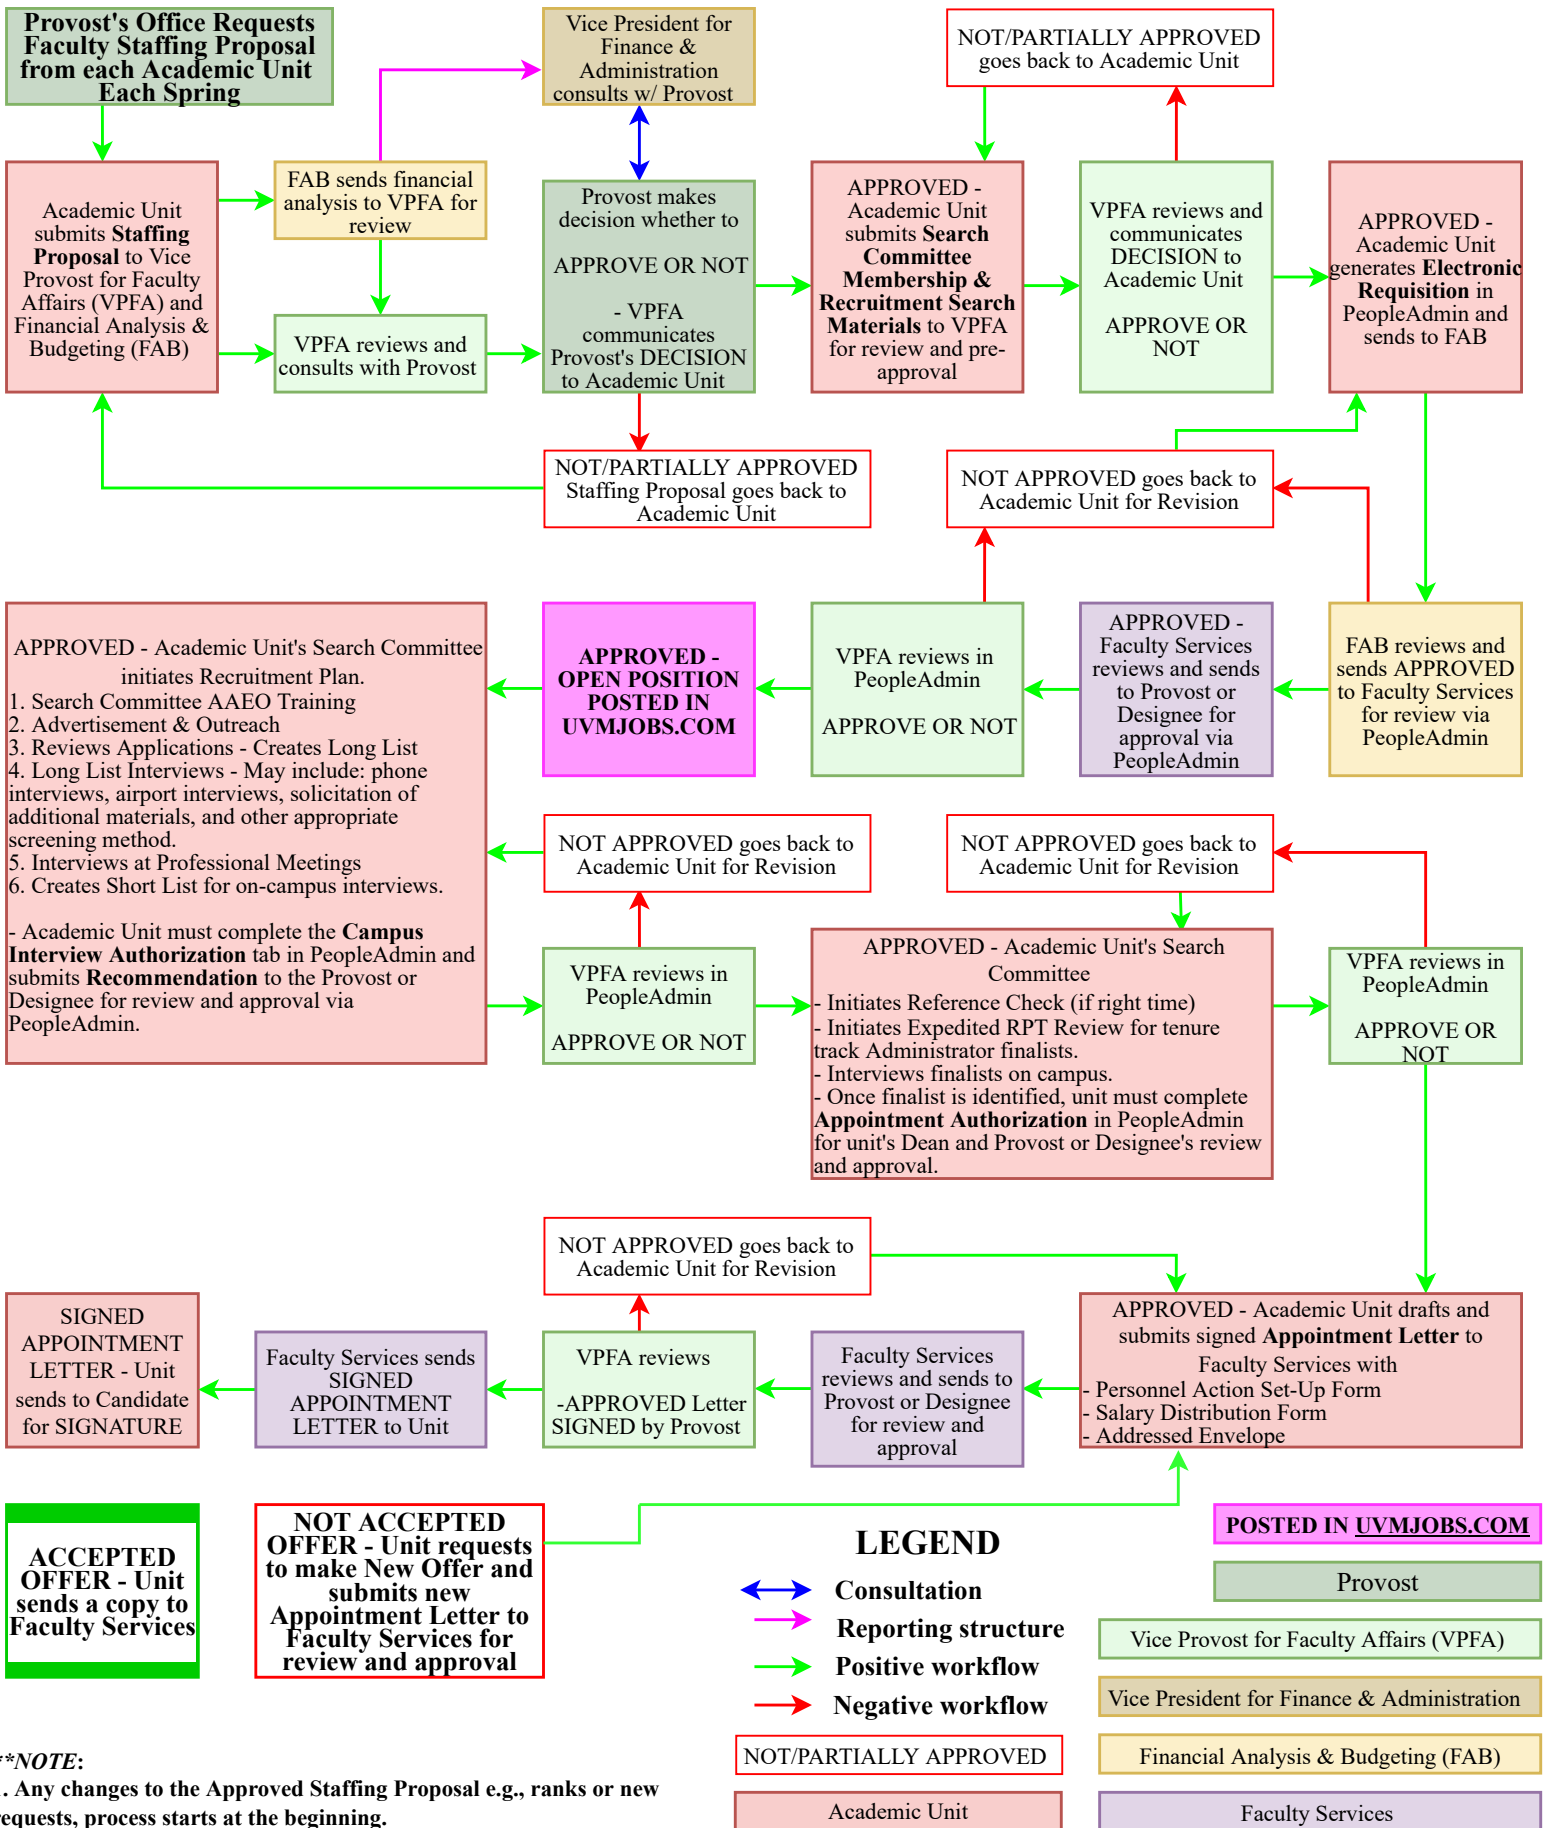 Provost's Office Requests
Faculty Staffing Proposal
from each Academic Unit
Each Spring
Vice President for
Finance &
Administration
consults w/ Provost
NOT/PARTIALLY APPROVED
goes back to Academic Unit
Academic Unit
submits Staffing
Proposal to Vice
Provost for Faculty
Affairs (VPFA) and
Financial Analysis &
Budgeting (FAB)
FAB sends financial
analysis to VPFA for
review
VPFA reviews and
consults with Provost
Provost makes
decision whether to
APPROVE OR NOT
- VPFA
communicates
Provost's DECISION
to Academic Unit
APPROVED -
Academic Unit
submits Search
Committee
Membership &
Recruitment Search
Materials to VPFA
for review and pre-
approval
VPFA reviews and
communicates
DECISION to
Academic Unit
APPROVE OR
NOT
APPROVED -
Academic Unit
generates Electronic
Requisition in
PeopleAdmin and
sends to FAB
NOT/PARTIALLY APPROVED
Staffing Proposal goes back to
Academic Unit
NOT APPROVED goes back to
Academic Unit for Revision
APPROVED - Academic Unit's Search Committee
initiates Recruitment Plan.
1. Search Committee AAEO Training
2. Advertisement & Outreach
3. Reviews Applications - Creates Long List
4. Long List Interviews - May include: phone
interviews, airport interviews, solicitation of
additional materials, and other appropriate
screening method.
5. Interviews at Professional Meetings
6. Creates Short List for on-campus interviews.
- Academic Unit must complete the Campus
Interview Authorization tab in PeopleAdmin and
submits Recommendation to the Provost or
Designee for review and approval via
PeopleAdmin.
APPROVED -
OPEN POSITION
POSTED IN
UVMJOBS.COM
VPFA reviews in
PeopleAdmin
APPROVE OR NOT
APPROVED -
Faculty Services
reviews and sends
to Provost or
Designee for
approval via
PeopleAdmin
FAB reviews and
sends APPROVED
to Faculty Services
for review via
PeopleAdmin
NOT APPROVED goes back to
Academic Unit for Revision
NOT APPROVED goes back to
Academic Unit for Revision
VPFA reviews in
PeopleAdmin
APPROVE OR NOT
APPROVED - Academic Unit's Search
Committee
- Initiates Reference Check (if right time)
- Initiates Expedited RPT Review for tenure
track Administrator finalists.
- Interviews finalists on campus.
- Once finalist is identified, unit must complete
Appointment Authorization in PeopleAdmin
for unit's Dean and Provost or Designee's review
and approval.
VPFA reviews in
PeopleAdmin
APPROVE OR
NOT
NOT APPROVED goes back to
Academic Unit for Revision
SIGNED
APPOINTMENT
LETTER - Unit
sends to Candidate
for SIGNATURE
Faculty Services sends
SIGNED
APPOINTMENT
LETTER to Unit
VPFA reviews
-APPROVED Letter
SIGNED by Provost
Faculty Services
reviews and sends to
Provost or Designee
for review and
approval
APPROVED - Academic Unit drafts and
submits signed Appointment Letter to
Faculty Services with
- Personnel Action Set-Up Form
- Salary Distribution Form
- Addressed Envelope
ACCEPTED
OFFER - Unit
sends a copy to
Faculty Services
NOT ACCEPTED
OFFER - Unit requests
to make New Offer and
submits new
Appointment Letter to
Faculty Services for
review and approval
LEGEND
Consultation
Reporting structure
Positive workflow
Negative workflow
NOT/PARTIALLY APPROVED
Academic Unit
POSTED IN UVMJOBS.COM
Provost
Vice Provost for Faculty Affairs (VPFA)
Vice President for Finance & Administration
Financial Analysis & Budgeting (FAB)
Faculty Services
**NOTE:
. Any changes to the Approved Staffing Proposal e.g., ranks or new
equests, process starts at the beginning.